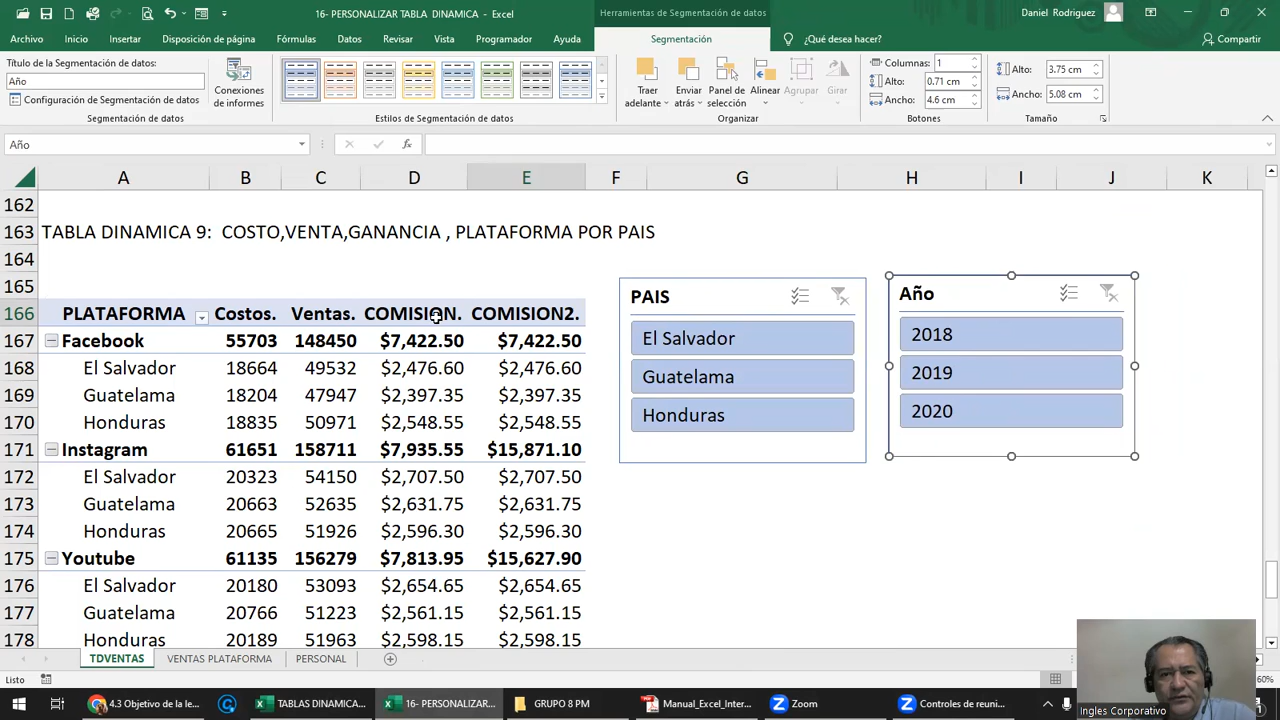 16- PERSONALIZAR TABLA DINAMICA - Excel
Herramientas de Segmentación de datos
Daniel Rodriguez
Archivo Inicio Insertar Disposición de página Fórmulas Datos Revisar Vista Programador Ayuda Segmentación ¿Qué desea hacer? Compartir
Título de la Segmentación de datos:
Año
Configuración de Segmentación de datos
Segmentación de datos
Conexiones de informes
Estilos de Segmentación de datos
Traer adelante
Enviar atrás
Panel de selección
Alinear
Agrupar
Girar
Organizar
Columnas: 1
Alto: 0.71 cm
Ancho: 4.6 cm
Botones
Alto: 3.75 cm
Ancho: 5.08 cm
Tamaño
Año
fx
A B C D E F G H I J K
162
163 TABLA DINAMICA 9: COSTO,VENTA,GANANCIA , PLATAFORMA POR PAIS
164
165
166 PLATAFORMA Costos. Ventas. COMISION. COMISION2.
167 Facebook 55703 148450 $7,422.50 $7,422.50
168 El Salvador 18664 49532 $2,476.60 $2,476.60
169 Guatelama 18204 47947 $2,397.35 $2,397.35
170 Honduras 18835 50971 $2,548.55 $2,548.55
171 Instagram 61651 158711 $7,935.55 $15,871.10
172 El Salvador 20323 54150 $2,707.50 $2,707.50
173 Guatelama 20663 52635 $2,631.75 $2,631.75
174 Honduras 20665 51926 $2,596.30 $2,596.30
175 Youtube 61135 156279 $7,813.95 $15,627.90
176 El Salvador 20180 53093 $2,654.65 $2,654.65
177 Guatelama 20766 51223 $2,561.15 $2,561.15
178 Honduras 20189 51963 $2,598.15 $2,598.15
PAIS
El Salvador
Guatelama
Honduras
Año
2018
2019
2020
TDVENTAS VENTAS PLATAFORMA PERSONAL
Listo
60%
4.3 Objetivo de la le...
TABLAS DINAMICA...
16- PERSONALIZAR...
GRUPO 8 PM
Manual_Excel_Inter...
Zoom
Controles de reuni...
Ingles Corporativo